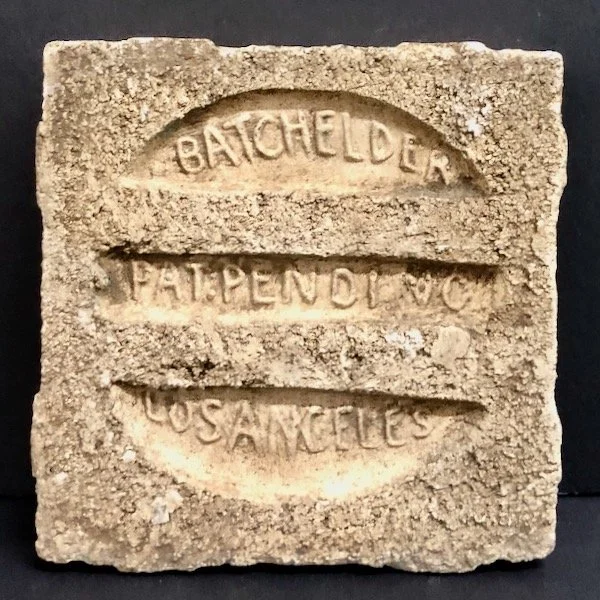 BATCHELDER
PAT. PENDING
LOS ANGELES